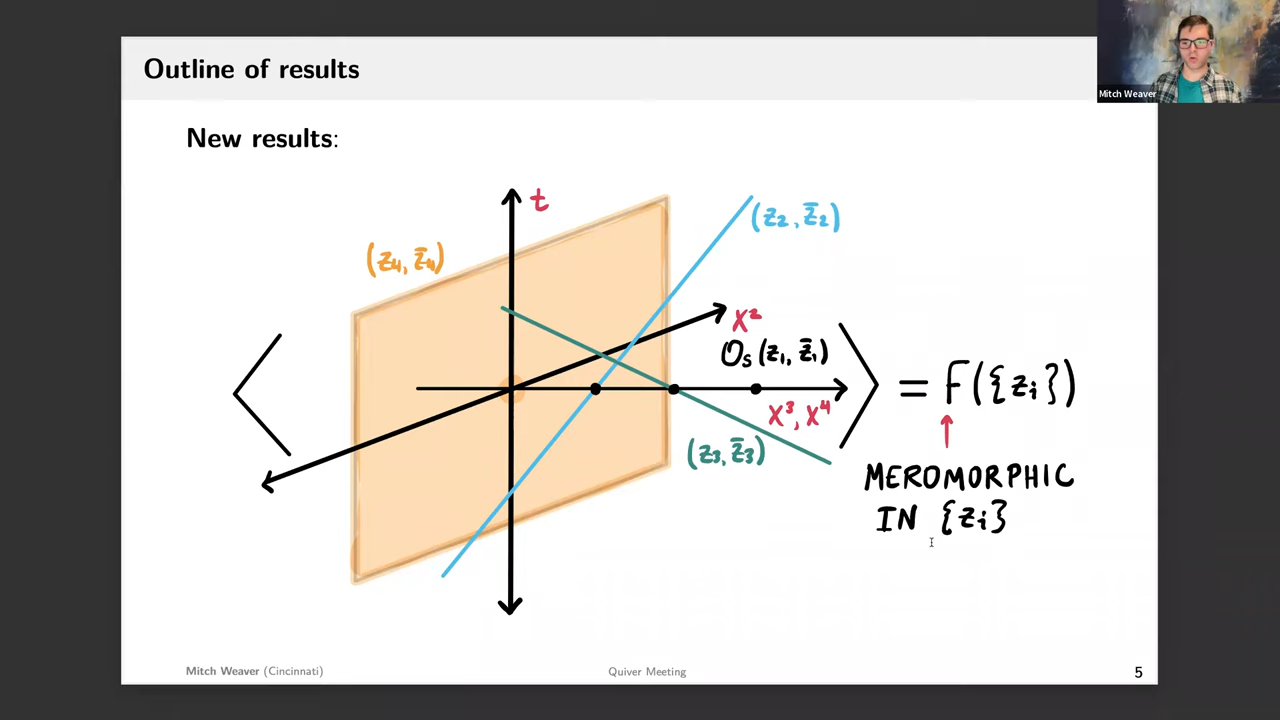 Outline of results
Mitch Weaver
New results:
t
(z₄, z̄₄)
(z₂, z̄₂)
x²
𝒪ₛ(z₁, z̄₁)
x³, x⁴
(z₃, z̄₃)
= F({zᵢ})
MEROMORPHIC
IN {zᵢ}
Mitch Weaver (Cincinnati)
Quiver Meeting
5